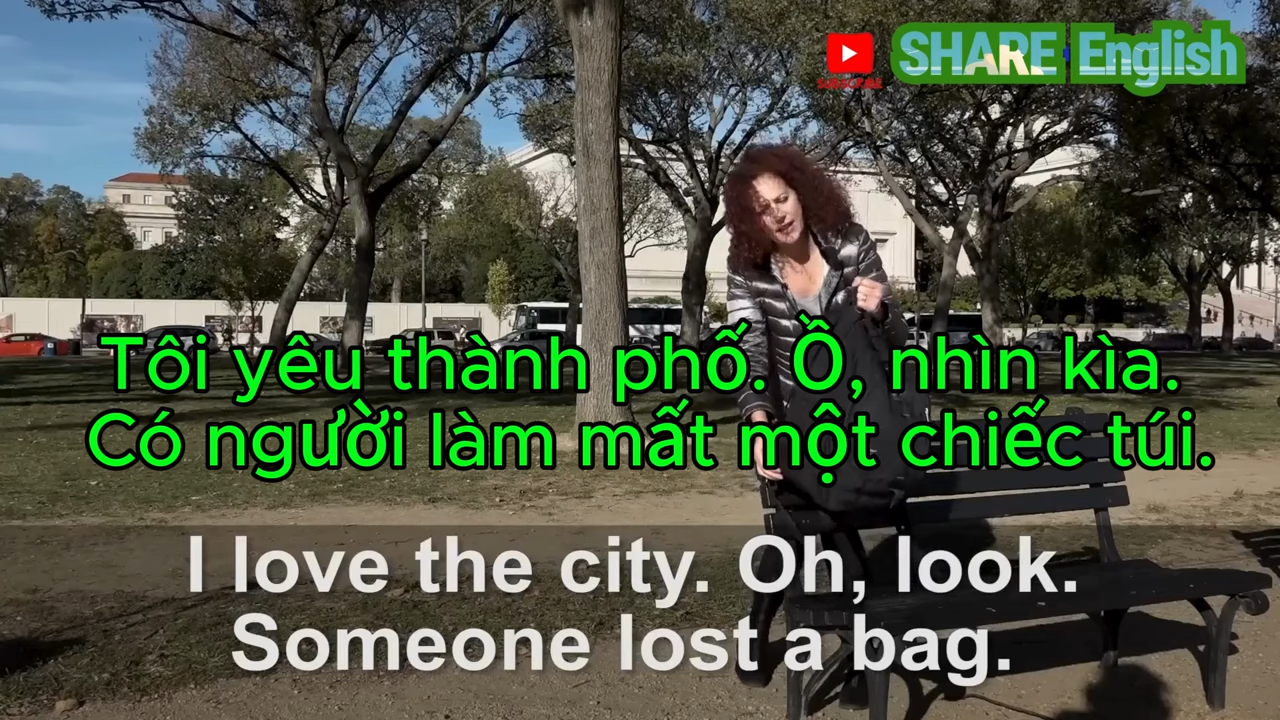 SHARE English
SUBSCRIBE
Tôi yêu thành phố. Ồ, nhìn kìa.
Có người làm mất một chiếc túi.
I love the city. Oh, look.
Someone lost a bag.